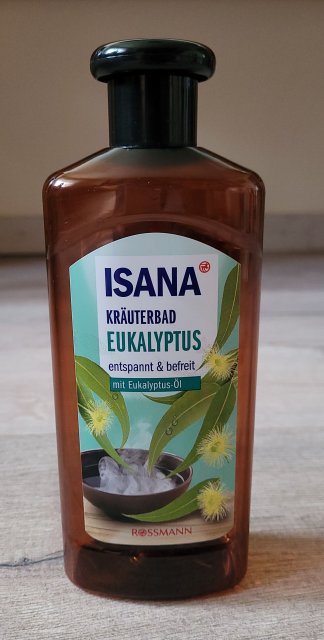 ISANA
KRÄUTERBAD
EUKALYPTUS
entspannt & befreit
mit Eukalyptus-Öl
ROSSMANN